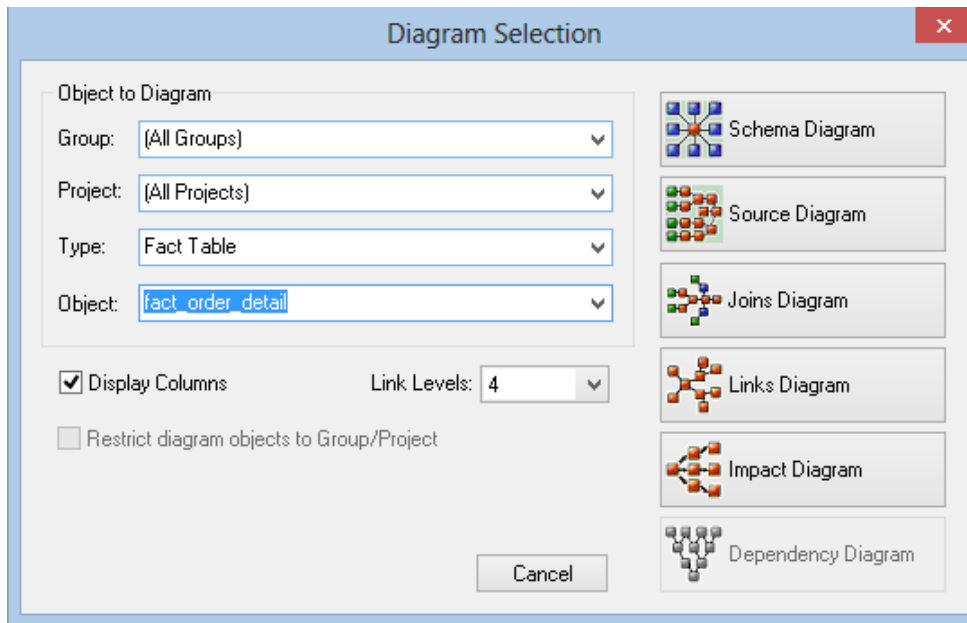 Diagram Selection
Object to Diagram
Group: (All Groups)
Project: (All Projects)
Type: Fact Table
Object: fact_order_detail
Display Columns
Link Levels: 4
Restrict diagram objects to Group/Project
Cancel
Schema Diagram
Source Diagram
Joins Diagram
Links Diagram
Impact Diagram
Dependency Diagram